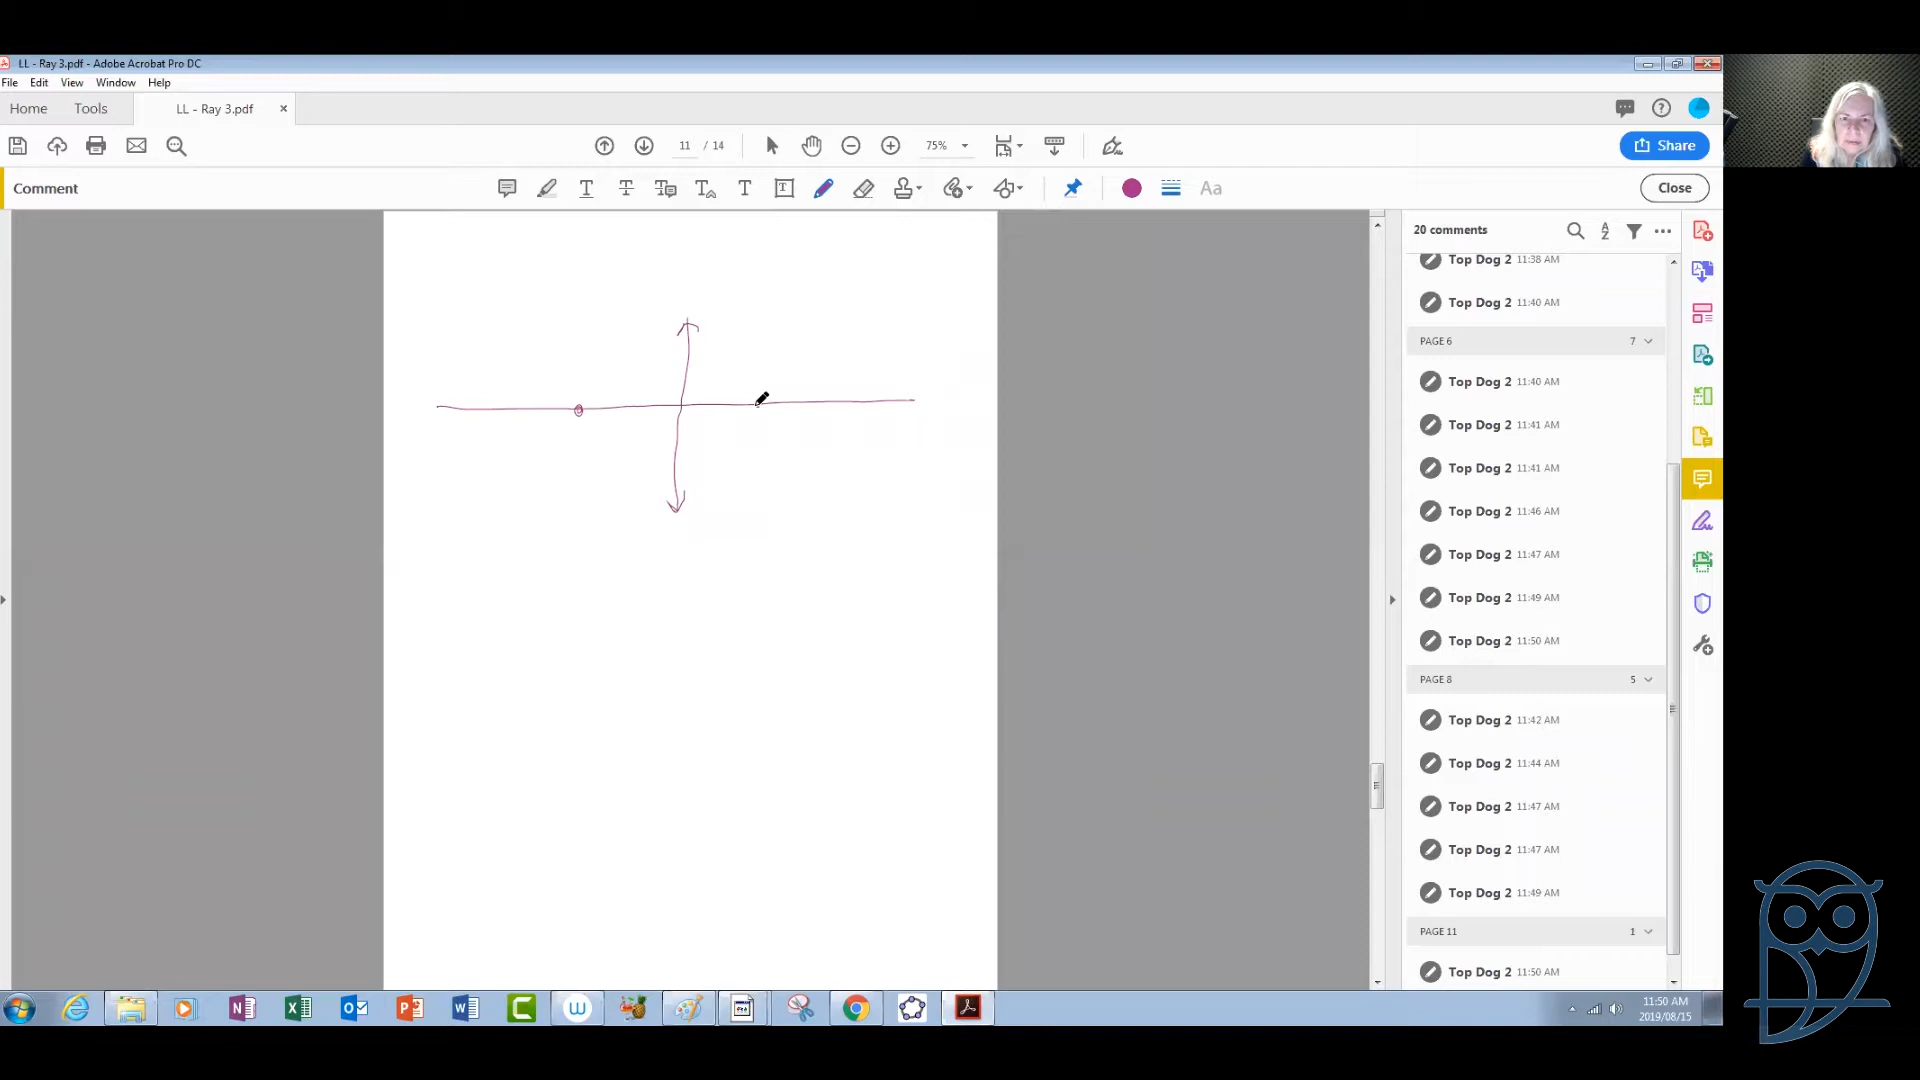 LL - Ray 3.pdf - Adobe Acrobat Pro DC
File Edit View Window Help
Home Tools LL - Ray 3.pdf ×
11 / 14 75% Share
Comment Aa Close
20 comments
Top Dog 2 11:38 AM
Top Dog 2 11:40 AM
PAGE 6 7
Top Dog 2 11:40 AM
Top Dog 2 11:41 AM
Top Dog 2 11:41 AM
Top Dog 2 11:46 AM
Top Dog 2 11:47 AM
Top Dog 2 11:49 AM
Top Dog 2 11:50 AM
PAGE 8 5
Top Dog 2 11:42 AM
Top Dog 2 11:44 AM
Top Dog 2 11:47 AM
Top Dog 2 11:47 AM
Top Dog 2 11:49 AM
PAGE 11 1
Top Dog 2 11:50 AM
11:50 AM
2019/08/15